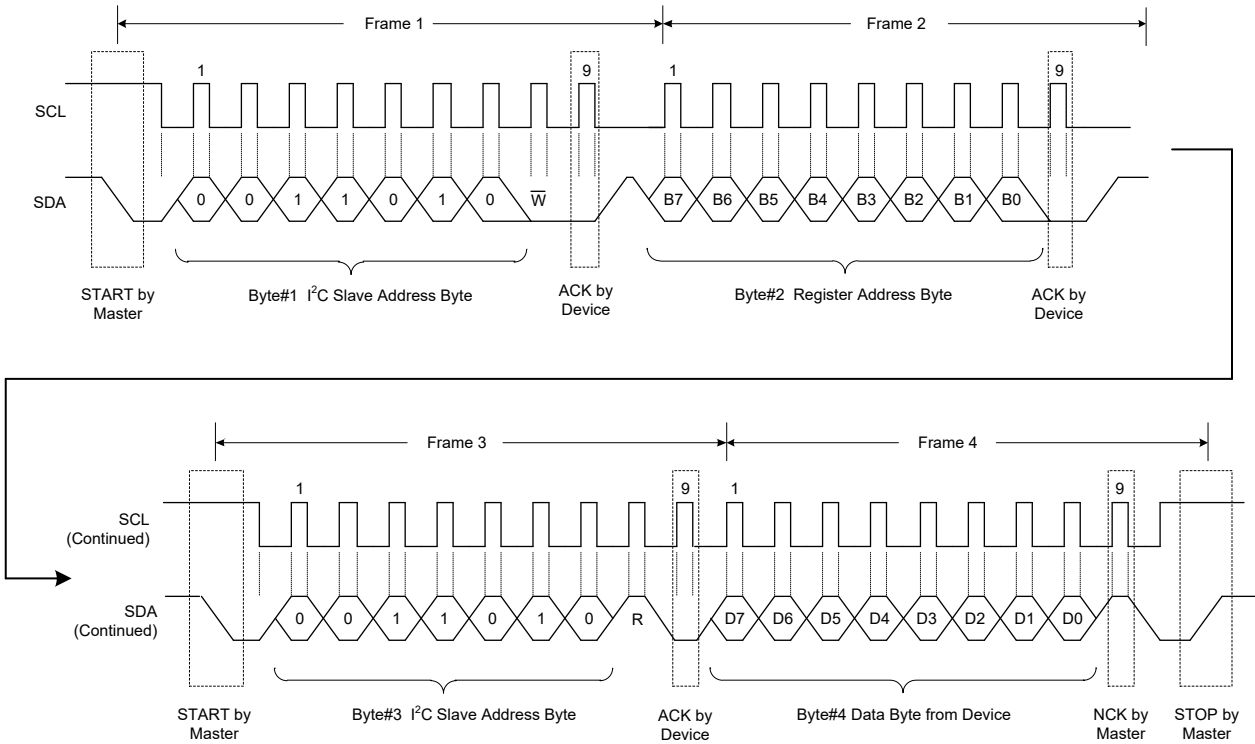 Frame 1
Frame 2
1
9
1
9
SCL
SDA
0 0 1 1 0 1 0 W̅
B7 B6 B5 B4 B3 B2 B1 B0
START by
Master
Byte#1 I²C Slave Address Byte
ACK by
Device
Byte#2 Register Address Byte
ACK by
Device
Frame 3
Frame 4
1
9
1
9
SCL
(Continued)
SDA
(Continued)
0 0 1 1 0 1 0 R
D7 D6 D5 D4 D3 D2 D1 D0
START by
Master
Byte#3 I²C Slave Address Byte
ACK by
Device
Byte#4 Data Byte from Device
NCK by
Master
STOP by
Master